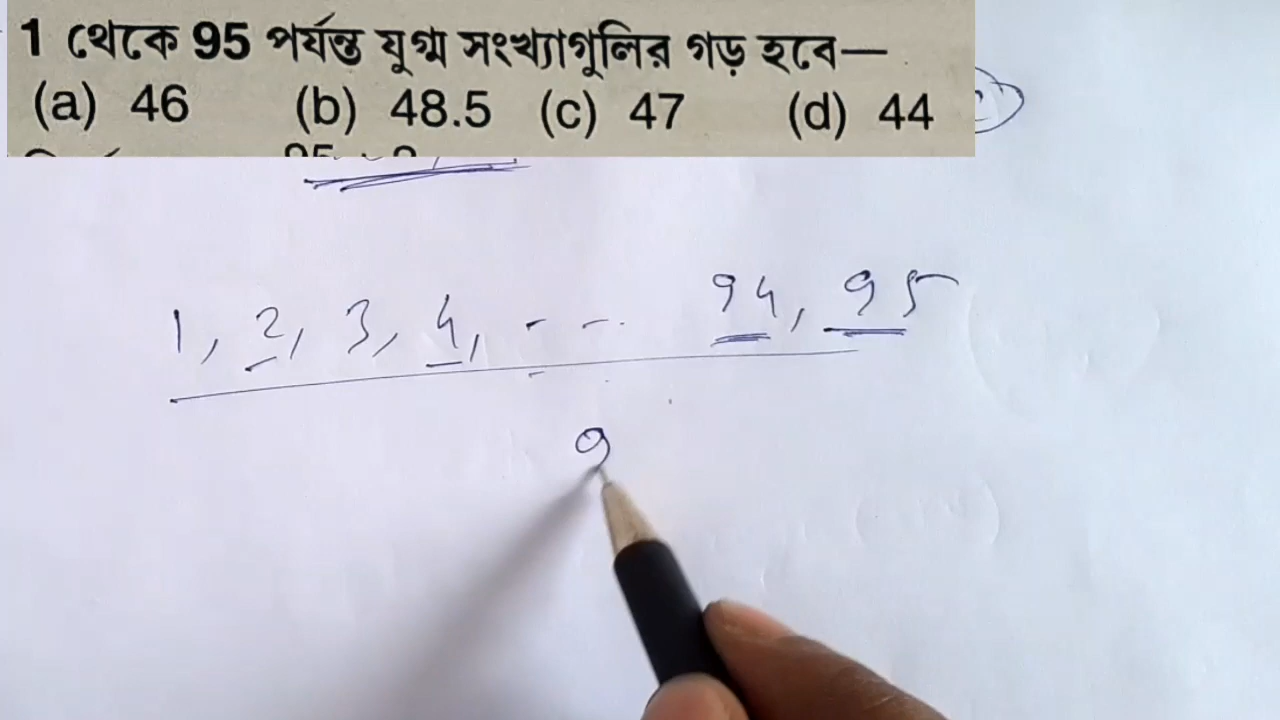 1 থেকে 95 পর্যন্ত যুগ্ম সংখ্যাগুলির গড় হবে—
(a) 46 (b) 48.5 (c) 47 (d) 44
1, 2, 3, 4, - - . 94, 95
9